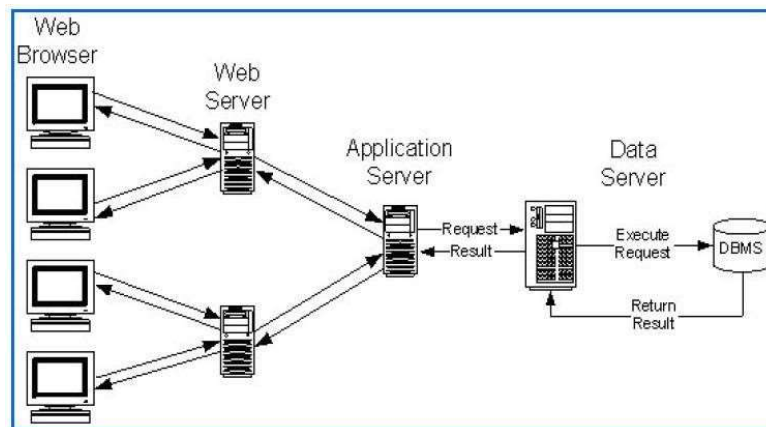 Web
Browser
Web
Server
Application
Server
Data
Server
Request
Result
Execute
Request
DBMS
Return
Result